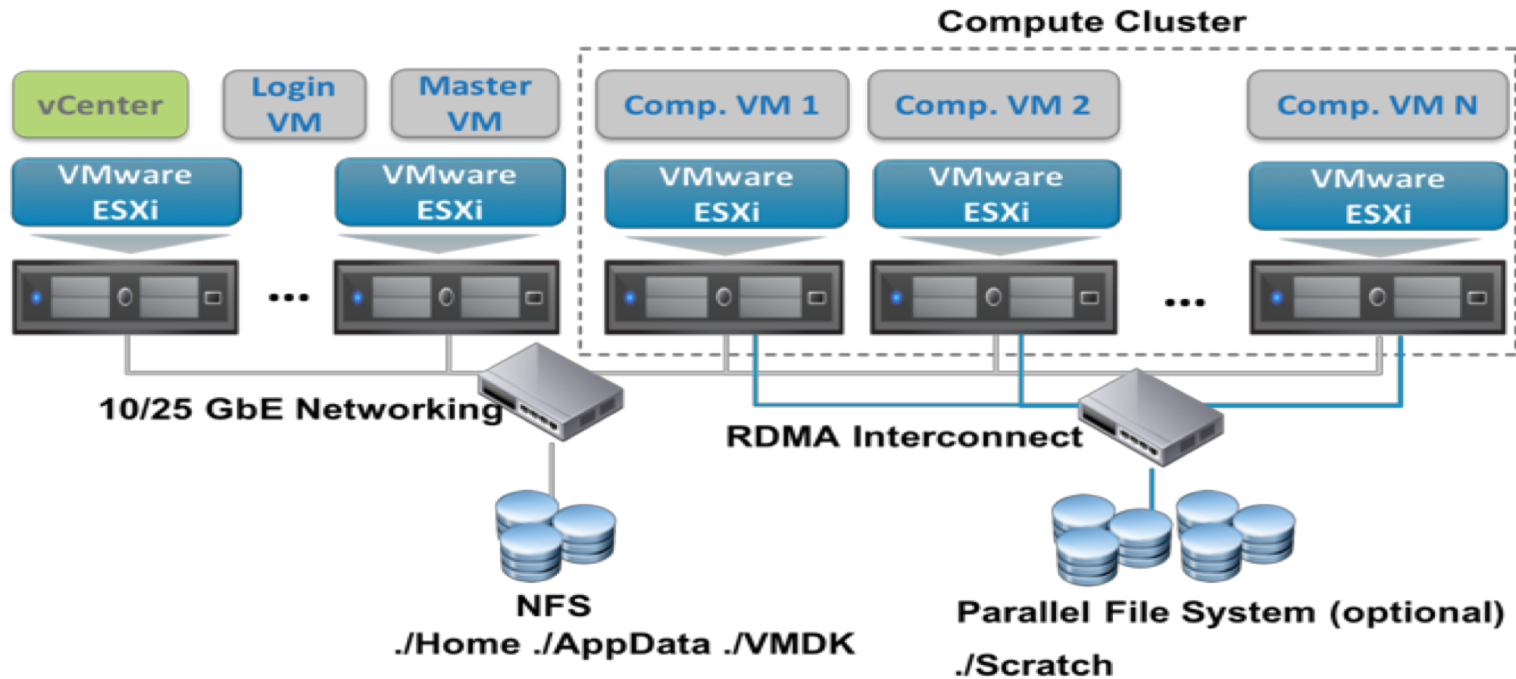 Compute Cluster
vCenter
Login
VM
Master
VM
Comp. VM 1
Comp. VM 2
Comp. VM N
VMware
ESXi
VMware
ESXi
VMware
ESXi
VMware
ESXi
VMware
ESXi
...
...
10/25 GbE Networking
RDMA Interconnect
NFS
./Home ./AppData ./VMDK
Parallel File System (optional)
./Scratch